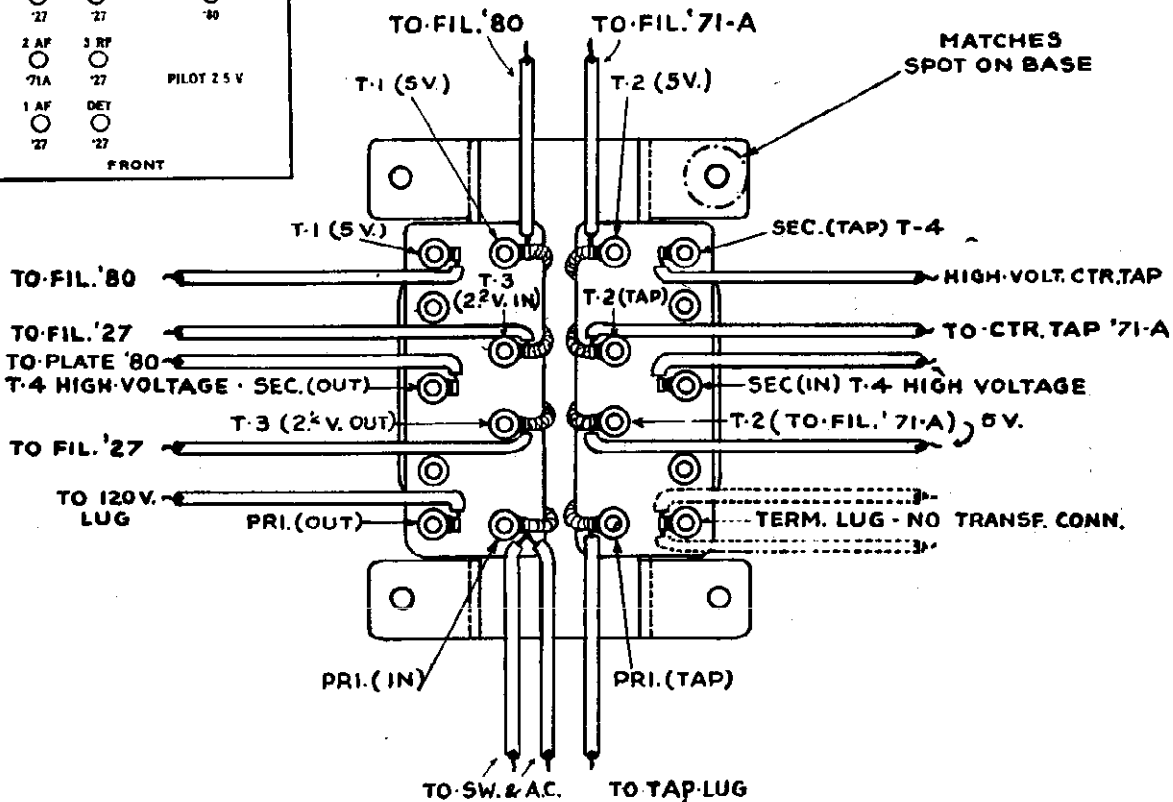 '27 '27 '80
2 AF 3 RF
'71A '27 PILOT 2.5 V
1 AF DET
'27 '27
FRONT
TO·FIL.'80
TO·FIL.'71-A
MATCHES
SPOT ON BASE
T-1 (5V.)
T-2 (5V.)
T-1 (5 V.)
SEC.(TAP) T-4
TO·FIL.'80
T-3
(2.2V. IN)
T-2(TAP)
HIGH·VOLT. CTR.TAP
TO·FIL.'27
TO·CTR.TAP '71-A
TO·PLATE '80
T-4 HIGH·VOLTAGE · SEC.(OUT)
SEC(IN) T-4 HIGH VOLTAGE
T-3 (2.½V. OUT)
T-2 (TO·FIL.'71-A) 5 V.
TO FIL.'27
TO 120V.
LUG
PRI.(OUT)
TERM. LUG - NO TRANSF. CONN.
PRI.(IN)
PRI.(TAP)
TO·SW.&A.C.
TO TAP·LUG